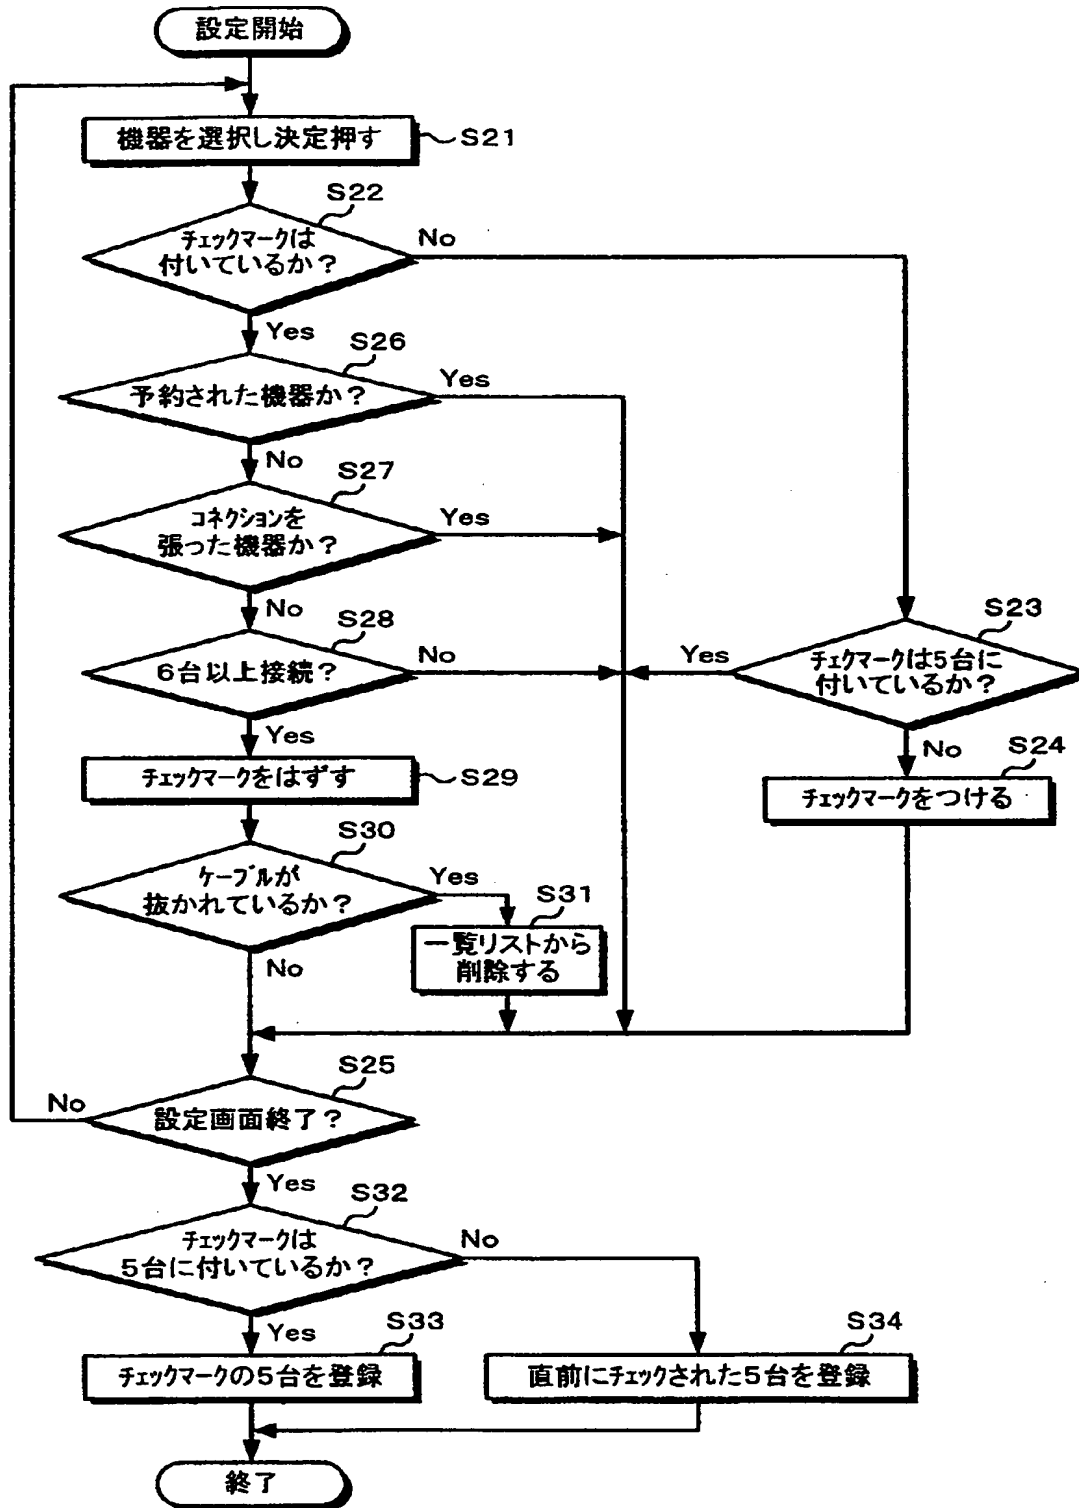 設定開始
機器を選択し決定押す
S21
S22
チェックマークは
付いているか？
No
Yes
S26
予約された機器か？
Yes
No
S27
コネクションを
張った機器か？
Yes
No
S28
6台以上接続？
No
Yes
S23
チェクマークは5台に
付いているか？
Yes
No
S24
チェックマークをつける
チェックマークをはずす
S29
S30
ケーブルが
抜かれているか？
Yes
No
S31
一覧リストから
削除する
S25
設定画面終了？
No
Yes
S32
チェックマークは
5台に付いているか？
No
Yes
S33
チェックマークの5台を登録
S34
直前にチェックされた5台を登録
終了